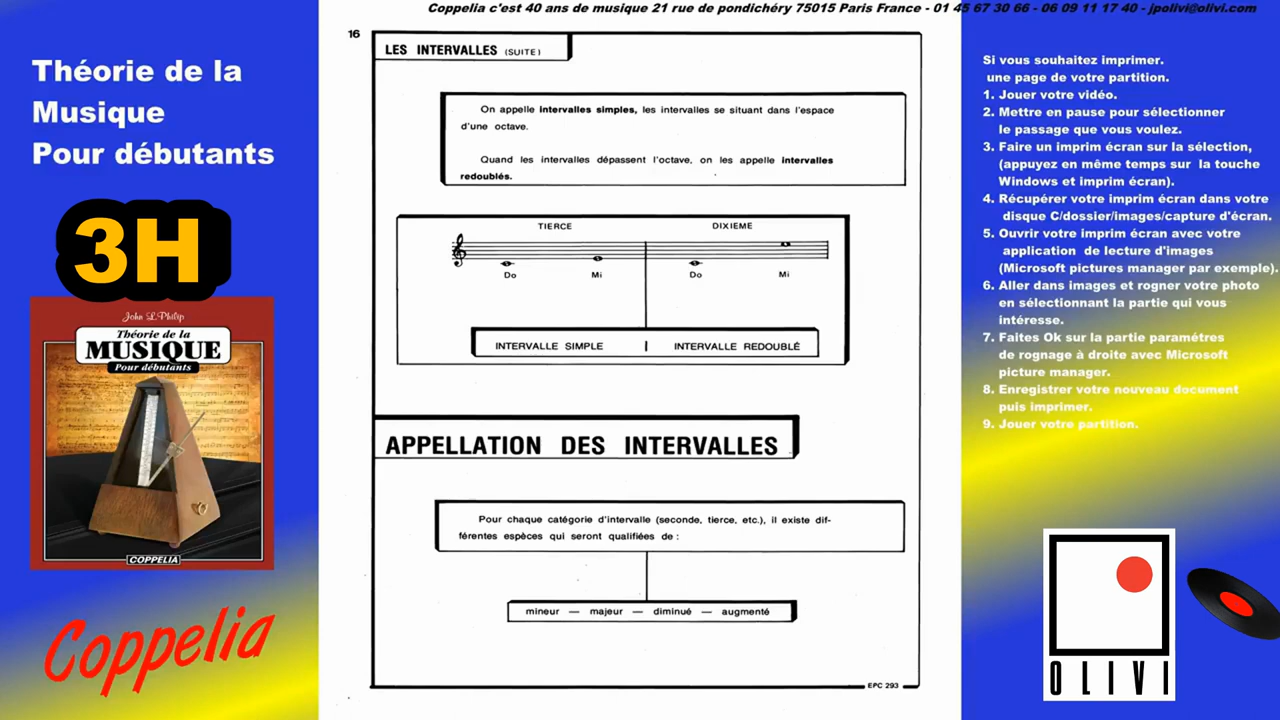 Coppelia c'est 40 ans de musique 21 rue de pondichéry 75015 Paris France - 01 45 67 30 66 - 06 09 11 17 40 - jpolivi@olivi.com
Théorie de la
Musique
Pour débutants
3H
John L. Philip
Théorie de la
MUSIQUE
Pour débutants
COPPELIA
Coppelia
16
LES INTERVALLES (SUITE)
On appelle intervalles simples, les intervalles se situant dans l'espace
d'une octave.
Quand les intervalles dépassent l'octave, on les appelle intervalles
redoublés.
TIERCE DIXIEME
Do Mi Do Mi
INTERVALLE SIMPLE | INTERVALLE REDOUBLÉ
APPELLATION DES INTERVALLES
Pour chaque catégorie d'intervalle (seconde, tierce, etc.), il existe dif-
férentes espèces qui seront qualifiées de :
mineur — majeur — diminué — augmenté
EPC 293
Si vous souhaitez imprimer.
une page de votre partition.
1. Jouer votre vidéo.
2. Mettre en pause pour sélectionner
le passage que vous voulez.
3. Faire un imprim écran sur la sélection,
(appuyez en même temps sur la touche
Windows et imprim écran).
4. Récupérer votre imprim écran dans votre
disque C/dossier/images/capture d'écran.
5. Ouvrir votre imprim écran avec votre
application de lecture d'images
(Microsoft pictures manager par exemple).
6. Aller dans images et rogner votre photo
en sélectionnant la partie qui vous
intéresse.
7. Faites Ok sur la partie paramétres
de rognage à droite avec Microsoft
picture manager.
8. Enregistrer votre nouveau document
puis imprimer.
9. Jouer votre partition.
OLIVI